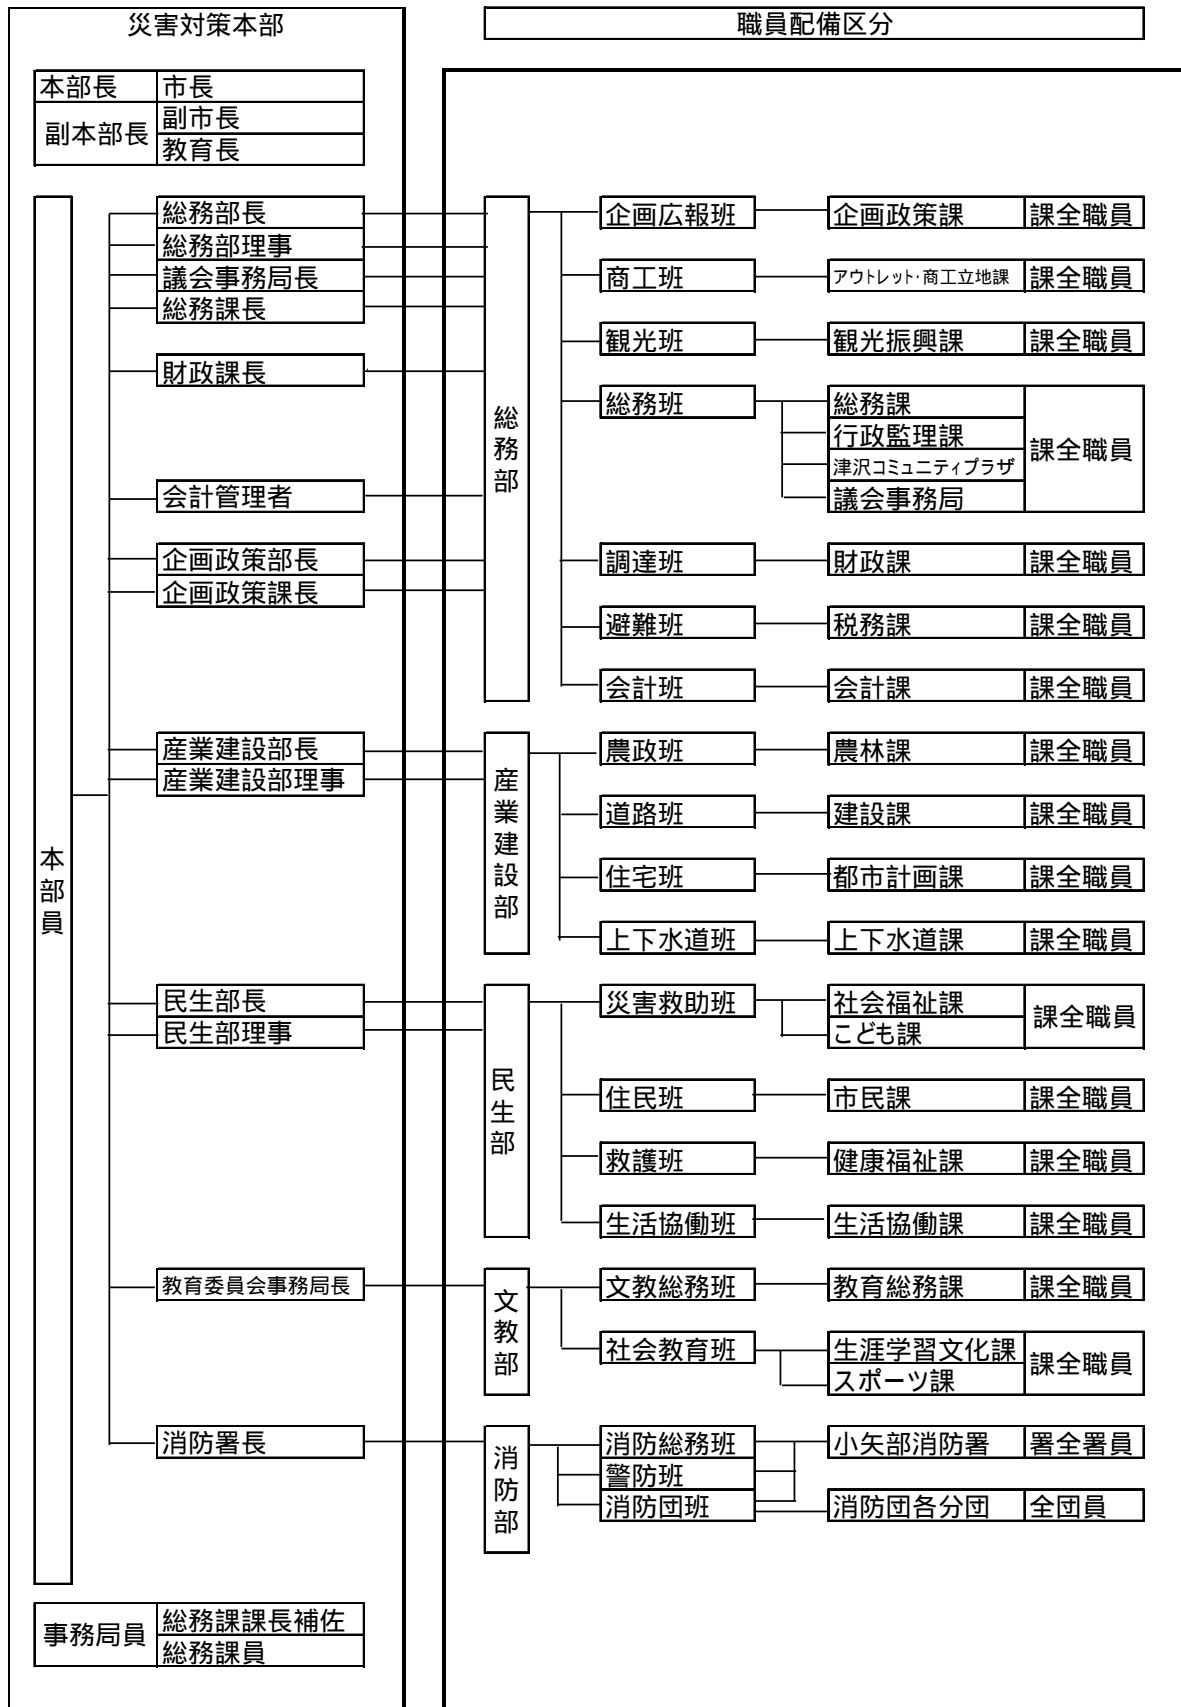 災害対策本部
職員配備区分
本部長 市長
副本部長 副市長
教育長
本部員
総務部長
総務部理事
議会事務局長
総務課長
財政課長
会計管理者
企画政策部長
企画政策課長
産業建設部長
産業建設部理事
民生部長
民生部理事
教育委員会事務局長
消防署長
事務局員 総務課課長補佐
総務課員
総務部
企画広報班 企画政策課 課全職員
商工班 アウトレット・商工立地課 課全職員
観光班 観光振興課 課全職員
総務班 総務課
行政監理課
課全職員
津沢コミュニティプラザ
議会事務局
調達班 財政課 課全職員
避難班 税務課 課全職員
会計班 会計課 課全職員
産業建設部
農政班 農林課 課全職員
道路班 建設課 課全職員
住宅班 都市計画課 課全職員
上下水道班 上下水道課 課全職員
民生部
災害救助班 社会福祉課
課全職員
こども課
住民班 市民課 課全職員
救護班 健康福祉課 課全職員
生活協働班 生活協働課 課全職員
文教部
文教総務班 教育総務課 課全職員
社会教育班 生涯学習文化課
課全職員
スポーツ課
消防部
消防総務班 小矢部消防署 署全署員
警防班
消防団班 消防団各分団 全団員